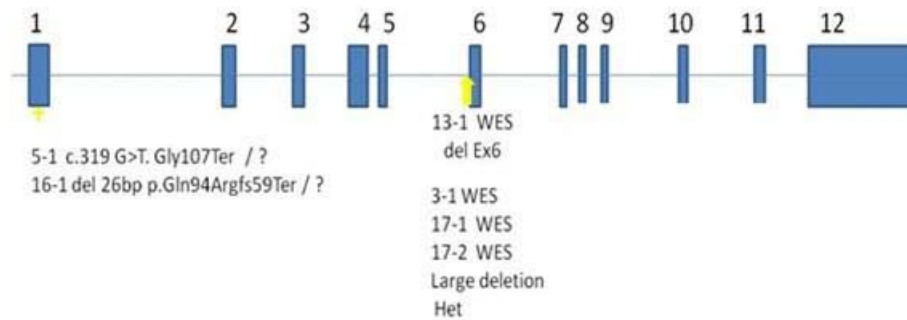 1 2 3 4 5 6 7 8 9 10 11 12
5-1 c.319 G>T. Gly107Ter / ?
16-1 del 26bp p.Gln94Argfs59Ter / ?
13-1 WES
del Ex6
3-1 WES
17-1 WES
17-2 WES
Large deletion
Het